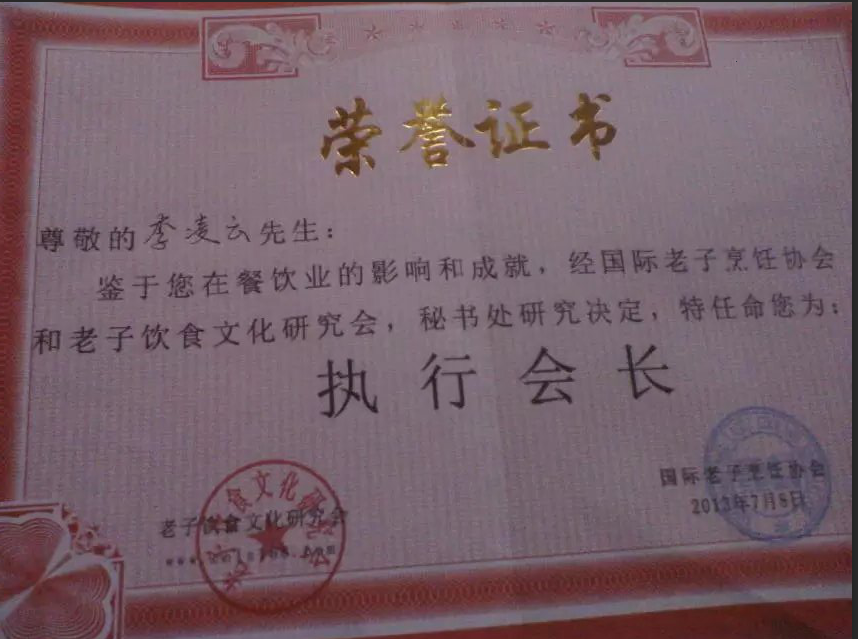 荣誉证书
尊敬的李凌云先生：
鉴于您在餐饮业的影响和成就，经国际老子烹饪协会
和老子饮食文化研究会，秘书处研究决定，特任命您为：
执行会长
国际老子烹饪协会
2013年7月8日
老子饮食文化研究会